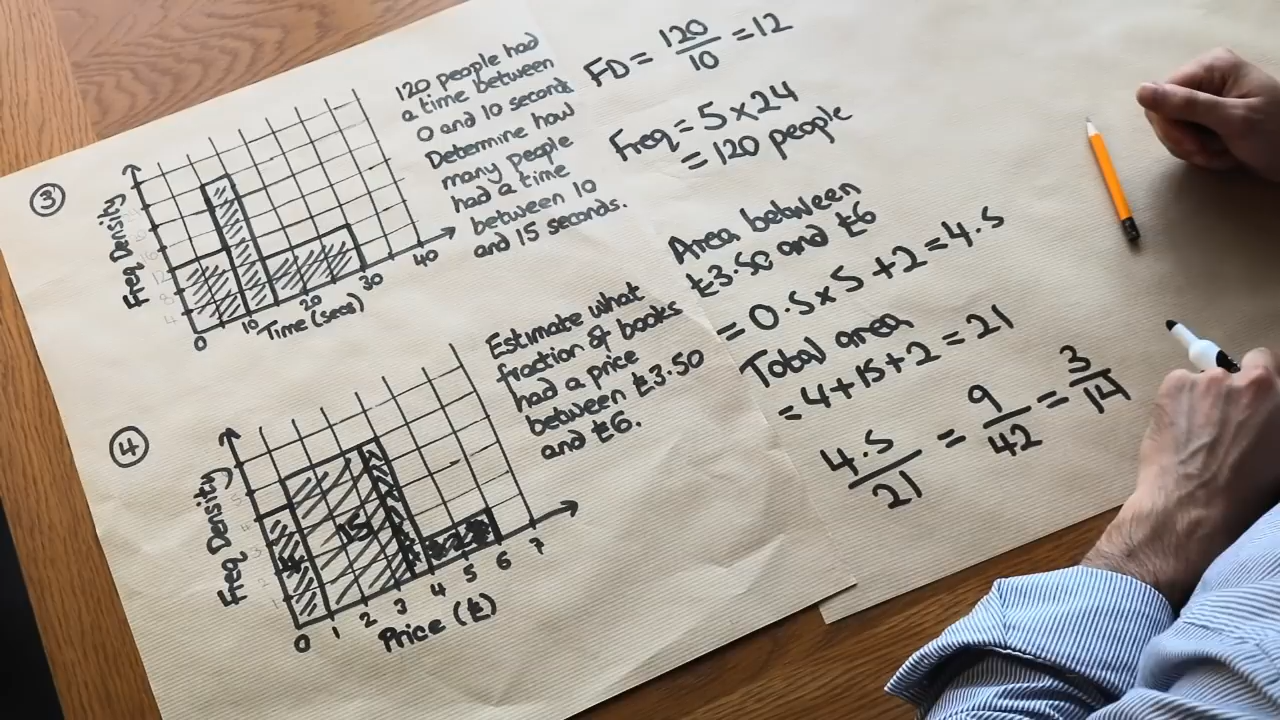 3
Freq Density
4
8
12
16
0
10
20
30
40
Time (secs)
120 people had
a time between
0 and 10 seconds
Determine how
many people
had a time
between 10
and 15 seconds.
FD = 120/10 = 12
Freq = 5 × 24
= 120 people
4
Freq Density
1
2
3
4
5
4
15
2
0
1
2
3
4
5
6
7
Price (£)
Estimate what
fraction of books
had a price
between £3.50
and £6.
Area between
£3.50 and £6
= 0.5 × 5 + 2 = 4.5
Total area
= 4 + 15 + 2 = 21
4.5/21 = 9/42 = 3/14